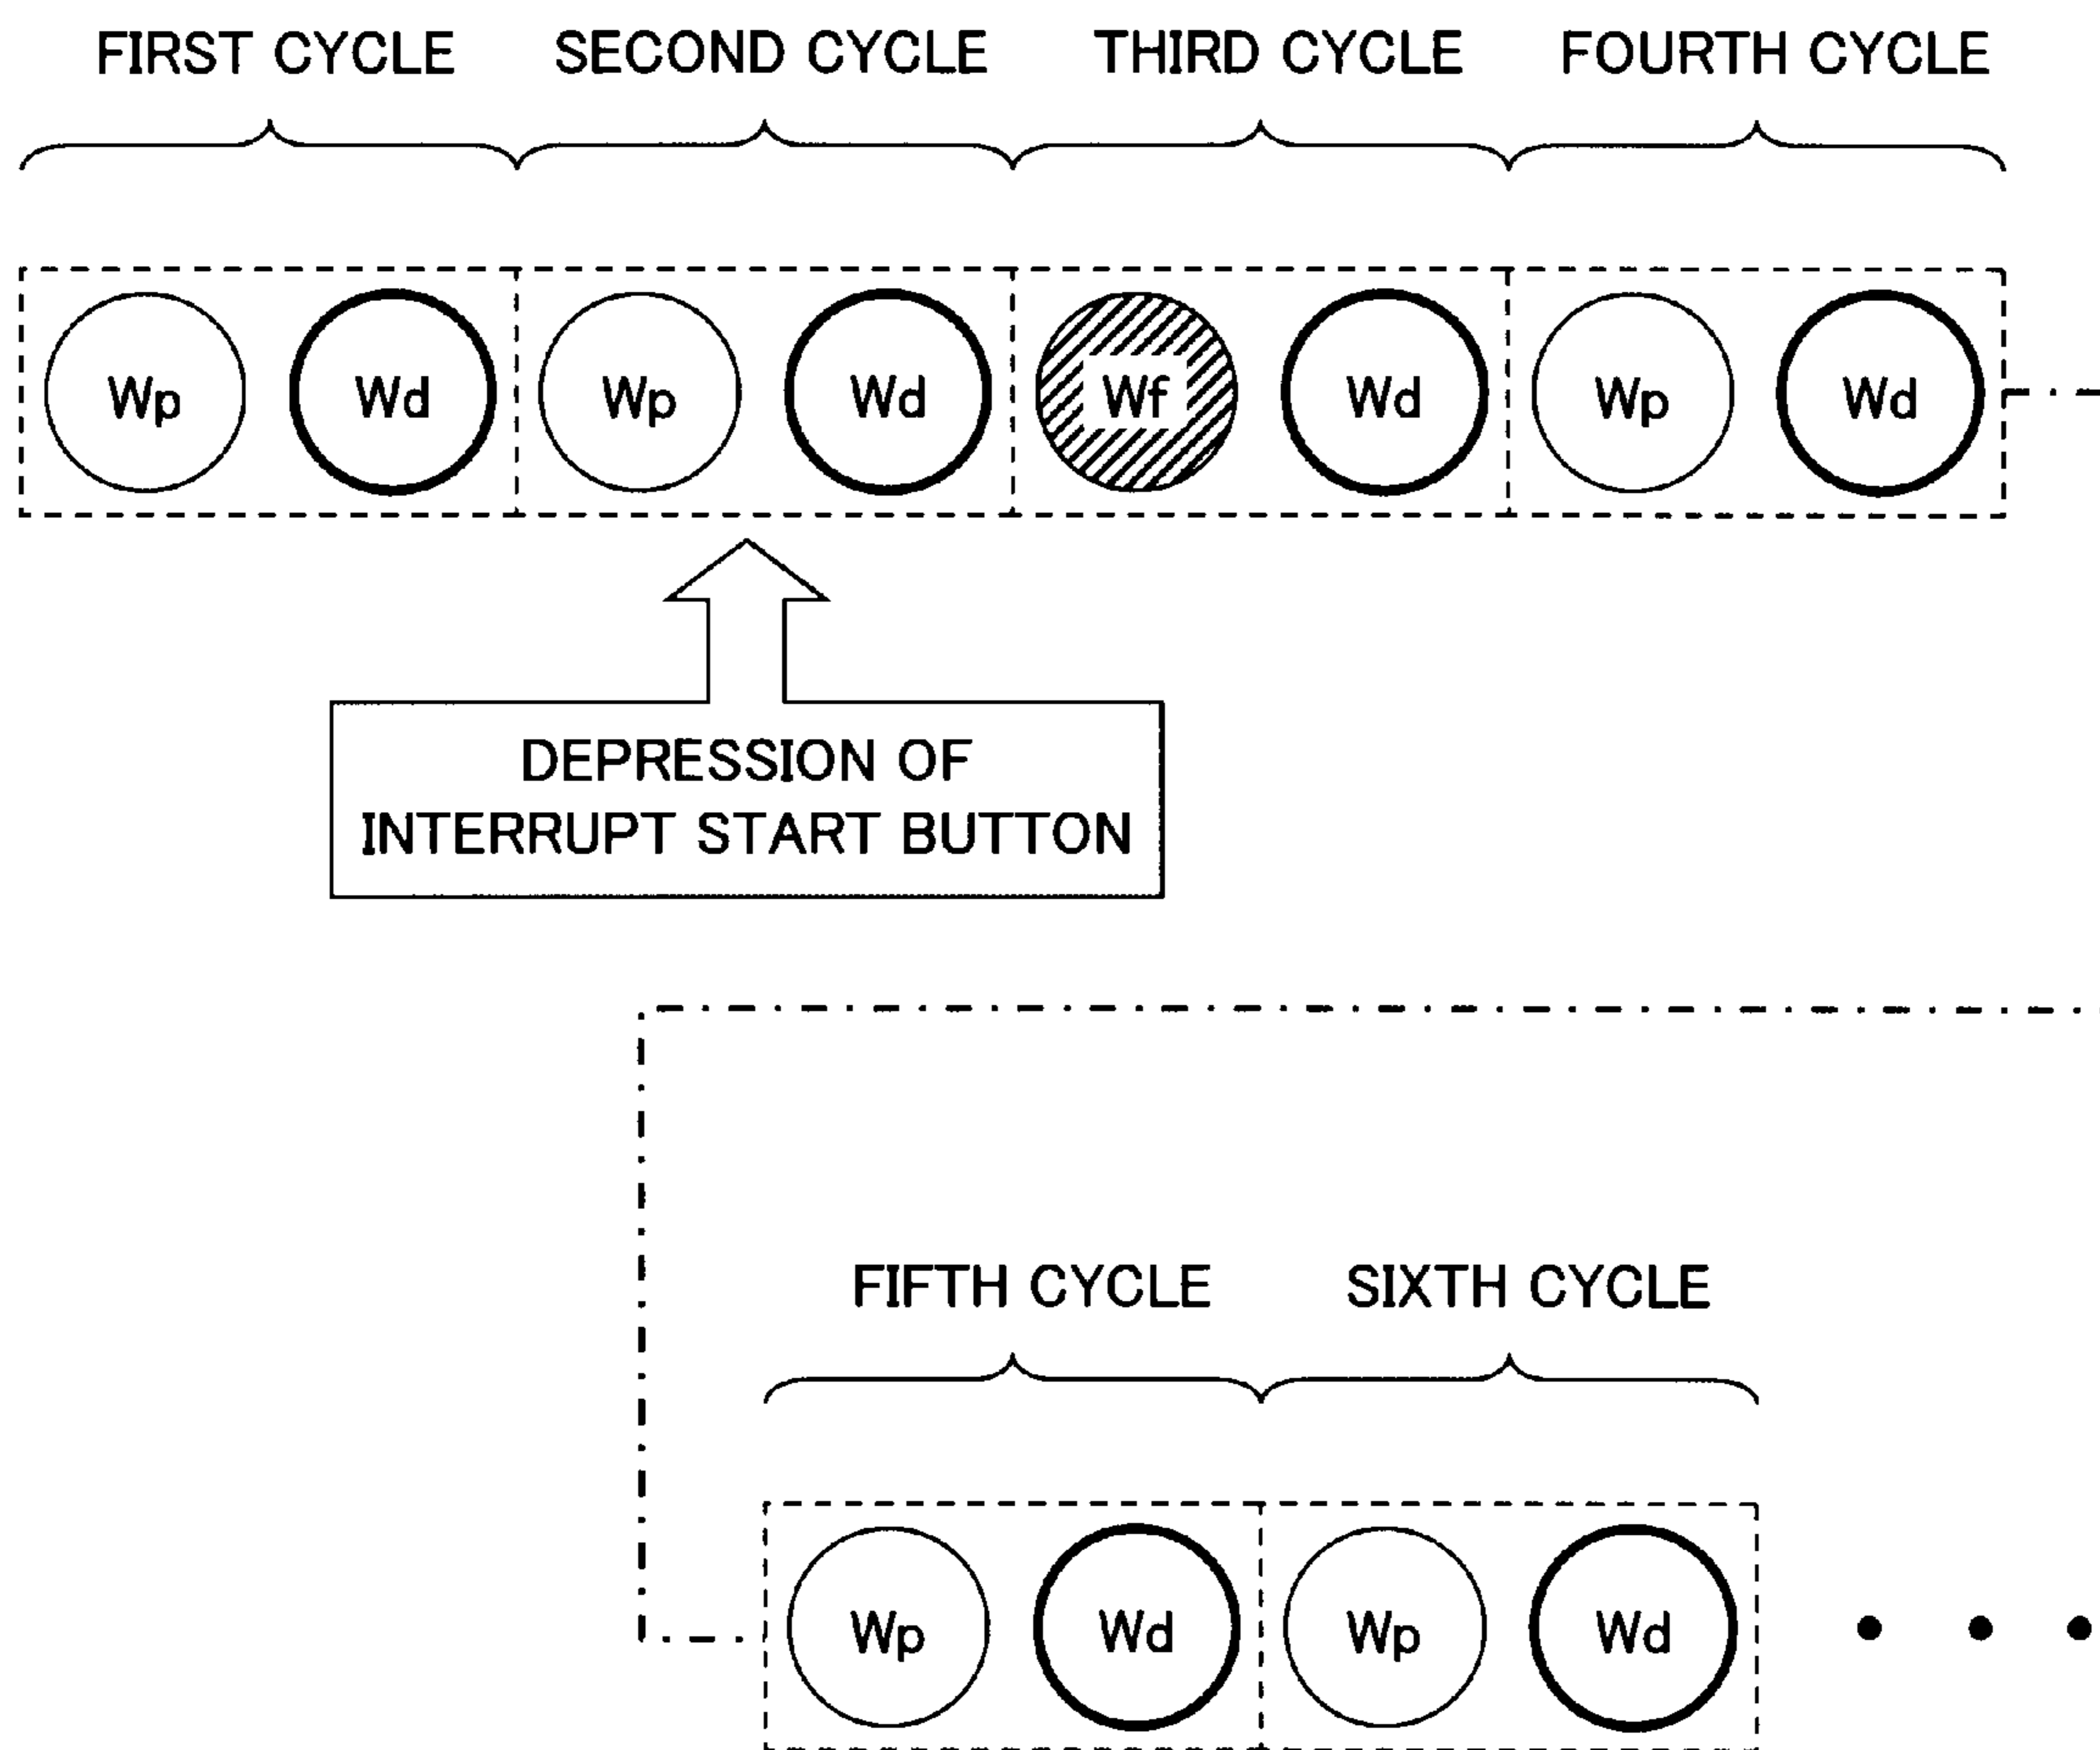 FIRST CYCLE SECOND CYCLE THIRD CYCLE FOURTH CYCLE
Wp Wd Wp Wd Wf Wd Wp Wd
DEPRESSION OF
INTERRUPT START BUTTON
FIFTH CYCLE SIXTH CYCLE
Wp Wd Wp Wd